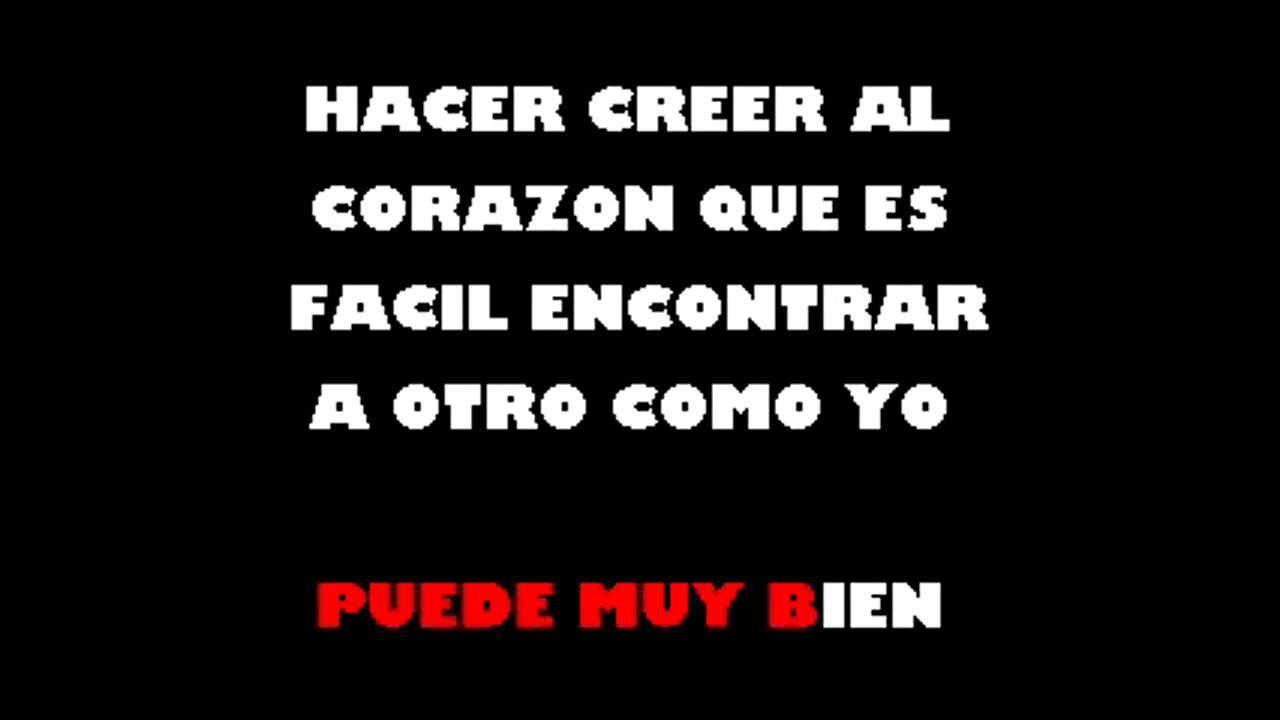 HACER CREER AL
CORAZON QUE ES
FACIL ENCONTRAR
A OTRO COMO YO
PUEDE MUY BIEN